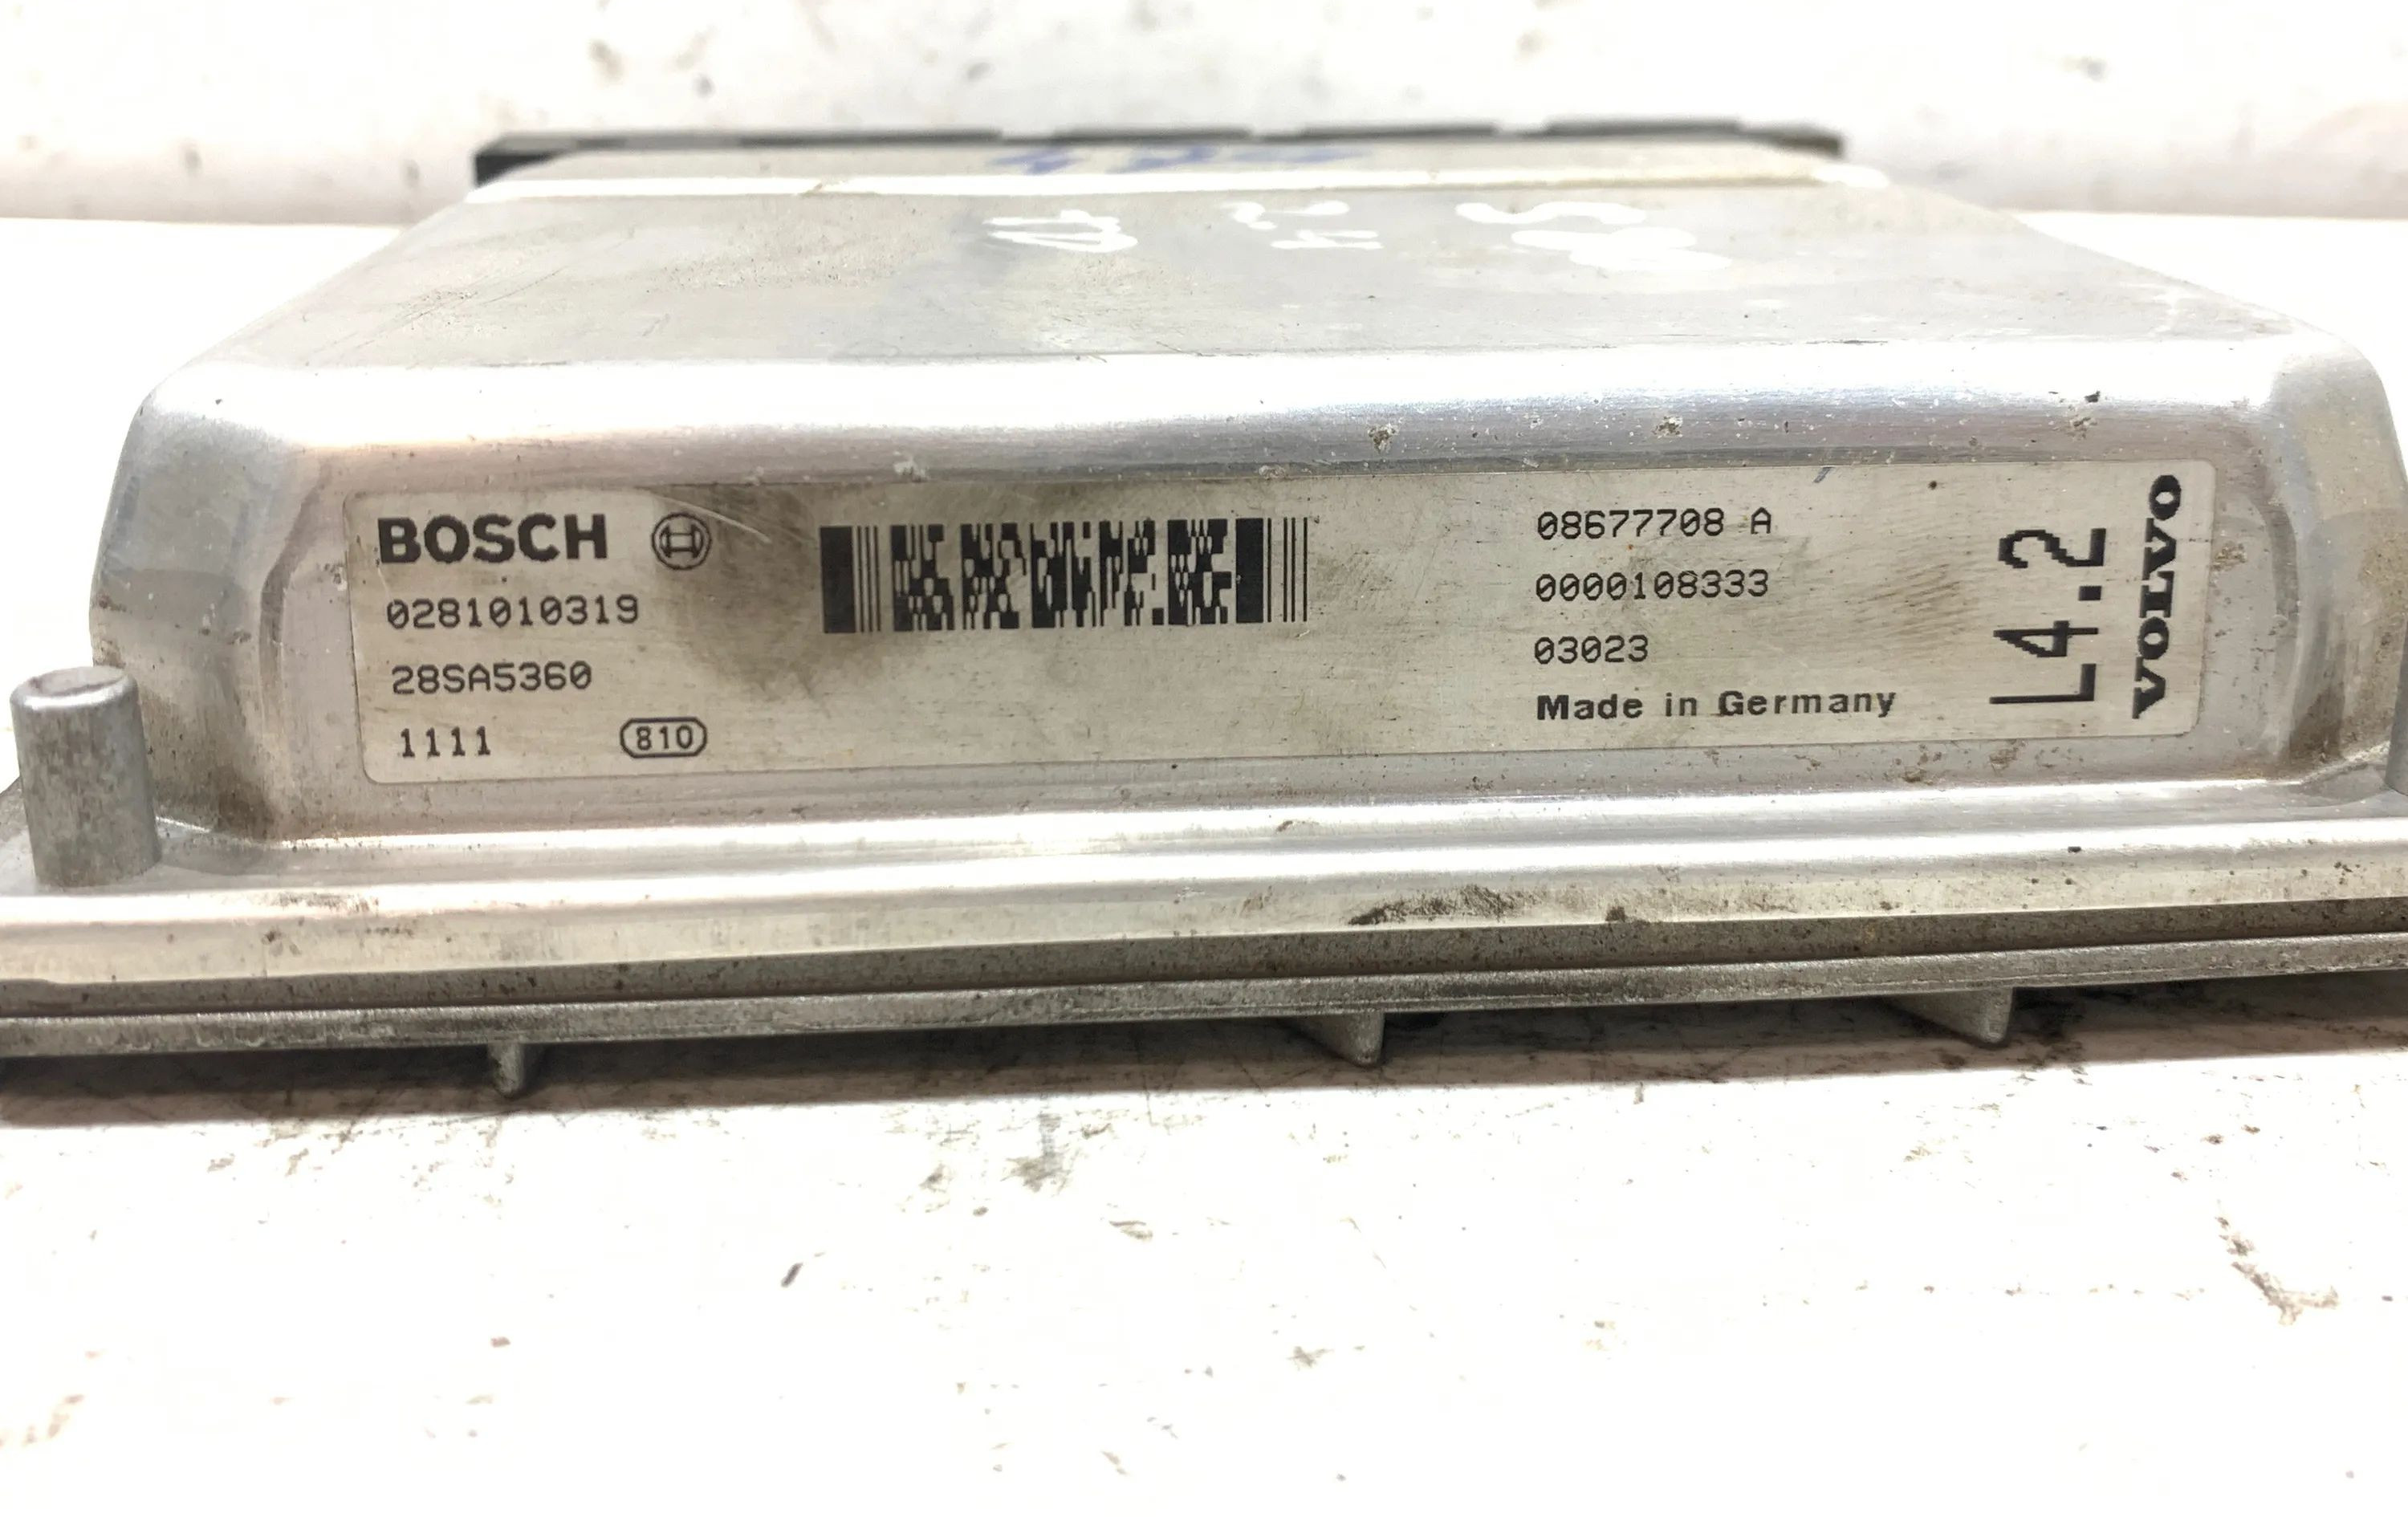 BOSCH
0281010319
28SA5360
1111 810
08677708 A
0000108333
03023
Made in Germany
L4.2
VOLVO